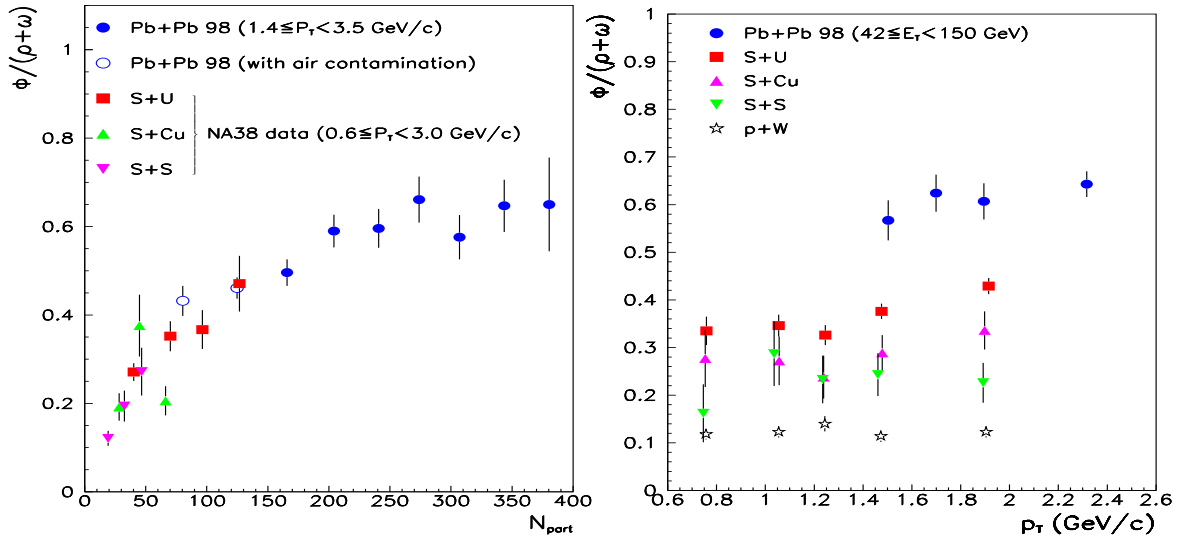 ϕ/(ρ+ω)
Pb+Pb 98 (1.4≦P_T<3.5 GeV/c)
Pb+Pb 98 (with air contamination)
S+U
S+Cu
NA38 data (0.6≦P_T<3.0 GeV/c)
S+S
1
0.8
0.6
0.4
0.2
0
0 50 100 150 200 250 300 350 400
N_part
ϕ/(ρ+ω)
Pb+Pb 98 (42≦E_T<150 GeV)
S+U
S+Cu
S+S
p+W
1
0.9
0.8
0.7
0.6
0.5
0.4
0.3
0.2
0.1
0
0.6 0.8 1 1.2 1.4 1.6 1.8 2 2.2 2.4 2.6
p_T (GeV/c)